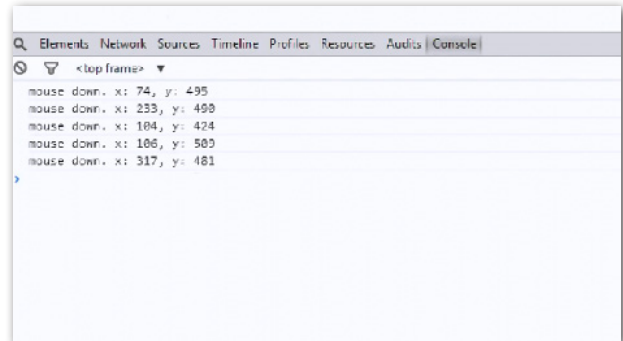 Elements Network Sources Timeline Profiles Resources Audits Console
<top frame> ▼
mouse down. x: 74, y: 495
mouse down. x: 233, y: 490
mouse down. x: 104, y: 424
mouse down. x: 106, y: 509
mouse down. x: 317, y: 481
>